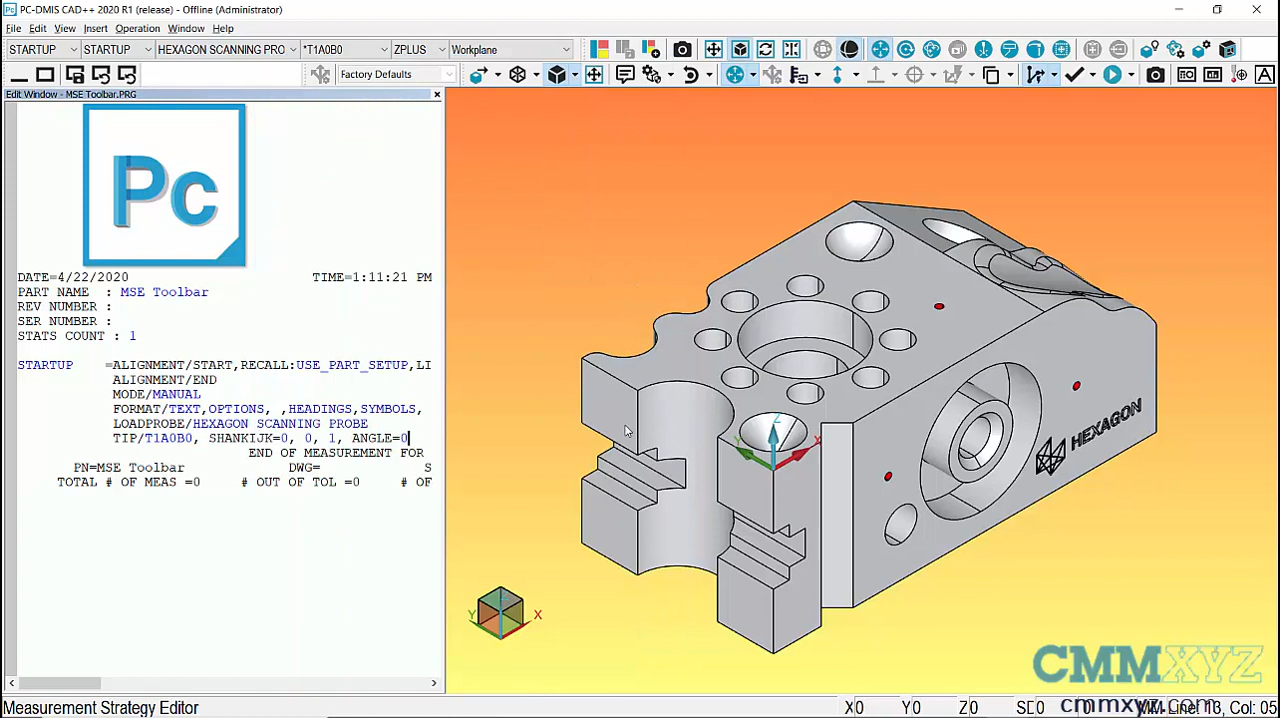 PC-DMIS CAD++ 2020 R1 (release) - Offline (Administrator)
File Edit View Insert Operation Window Help
STARTUP STARTUP HEXAGON SCANNING PRO *T1A0B0 ZPLUS Workplane
Factory Defaults
Edit Window - MSE Toolbar.PRG
Pc
DATE=4/22/2020 TIME=1:11:21 PM
PART NAME : MSE Toolbar
REV NUMBER :
SER NUMBER :
STATS COUNT : 1
STARTUP =ALIGNMENT/START,RECALL:USE_PART_SETUP,LI
ALIGNMENT/END
MODE/MANUAL
FORMAT/TEXT,OPTIONS, ,HEADINGS,SYMBOLS,
LOADPROBE/HEXAGON SCANNING PROBE
TIP/T1A0B0, SHANKIJK=0, 0, 1, ANGLE=0
END OF MEASUREMENT FOR
PN=MSE Toolbar DWG= S
TOTAL # OF MEAS =0 # OUT OF TOL =0 # OF
HEXAGON
Z
Y X
Y X
CMMXYZ
cmmxyz.com
Measurement Strategy Editor X0 Y0 Z0 SD0 MM Line: 13, Col: 05